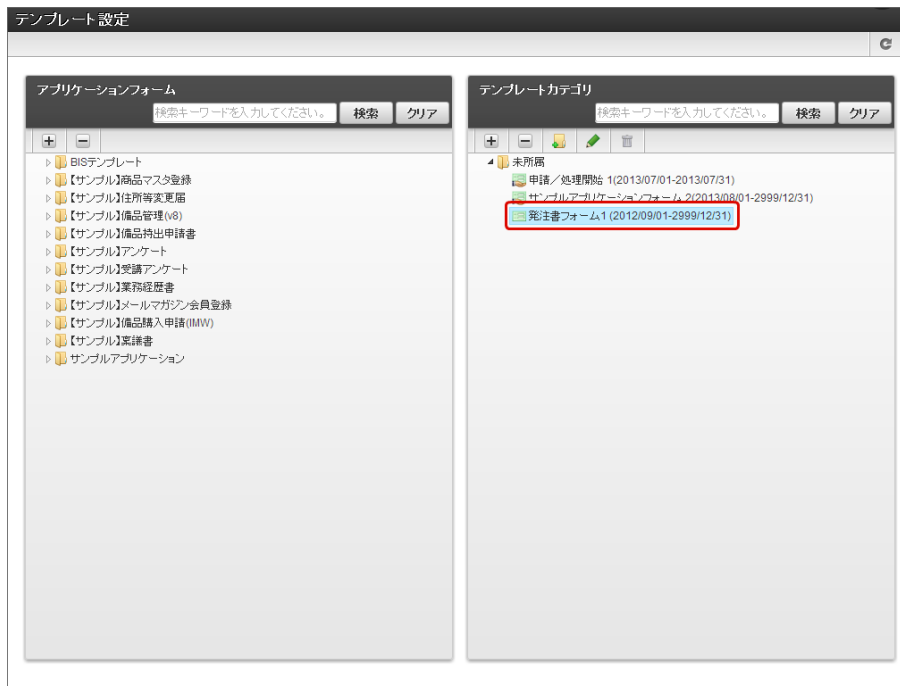 テンプレート設定
アプリケーションフォーム
検索キーワードを入力してください。 検索 クリア
BISテンプレート
【サンプル】商品マスタ登録
【サンプル】住所等変更届
【サンプル】備品管理(v8)
【サンプル】備品持出申請書
【サンプル】アンケート
【サンプル】受講アンケート
【サンプル】業務経歴書
【サンプル】メールマガジン会員登録
【サンプル】備品購入申請(IMW)
【サンプル】稟議書
サンプルアプリケーション
テンプレートカテゴリ
検索キーワードを入力してください。 検索 クリア
未所属
申請／処理開始 1(2013/07/01-2013/07/31)
サンプルアプリケーションフォーム 2(2013/08/01-2999/12/31)
発注書フォーム1 (2012/09/01-2999/12/31)